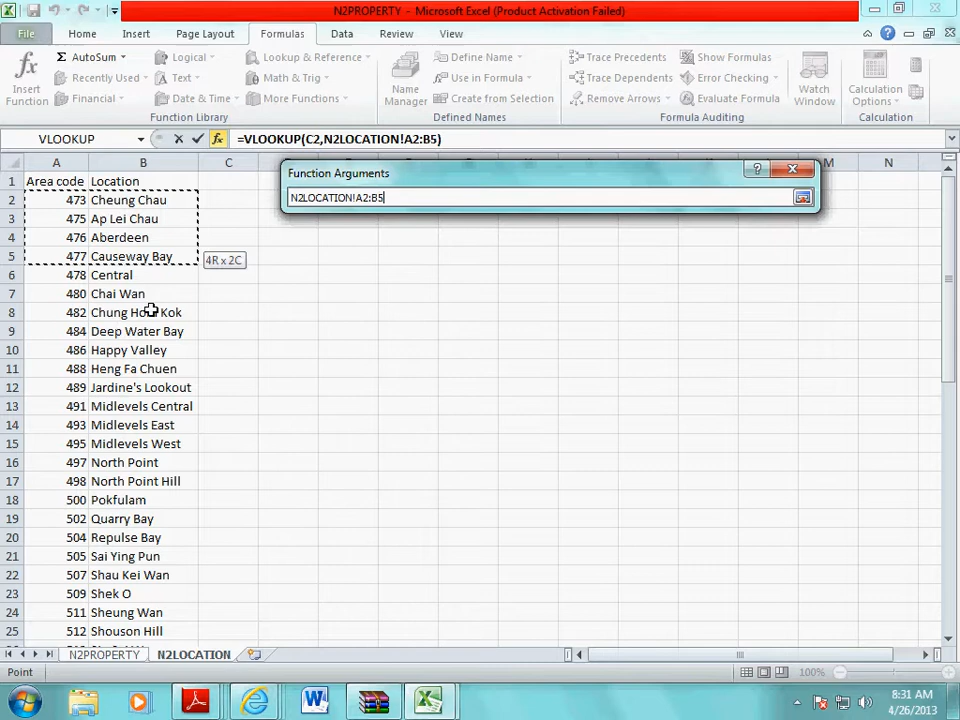 N2PROPERTY - Microsoft Excel (Product Activation Failed)
File Home Insert Page Layout Formulas Data Review View
Insert Function
Σ AutoSum
Recently Used
Financial
Logical
Text
Date & Time
Lookup & Reference
Math & Trig
More Functions
Function Library
Name Manager
Define Name
Use in Formula
Create from Selection
Defined Names
Trace Precedents
Trace Dependents
Remove Arrows
Show Formulas
Error Checking
Evaluate Formula
Formula Auditing
Watch Window
Calculation Options
Calculation
VLOOKUP fx =VLOOKUP(C2,N2LOCATION!A2:B5)
A B C M N
Function Arguments
N2LOCATION!A2:B5
1 Area code Location
2 473 Cheung Chau
3 475 Ap Lei Chau
4 476 Aberdeen
5 477 Causeway Bay
4R x 2C
6 478 Central
7 480 Chai Wan
8 482 Chung Kok
9 484 Deep Water Bay
10 486 Happy Valley
11 488 Heng Fa Chuen
12 489 Jardine's Lookout
13 491 Midlevels Central
14 493 Midlevels East
15 495 Midlevels West
16 497 North Point
17 498 North Point Hill
18 500 Pokfulam
19 502 Quarry Bay
20 504 Repulse Bay
21 505 Sai Ying Pun
22 507 Shau Kei Wan
23 509 Shek O
24 511 Sheung Wan
25 512 Shouson Hill
N2PROPERTY N2LOCATION
Point 100%
8:31 AM
4/26/2013